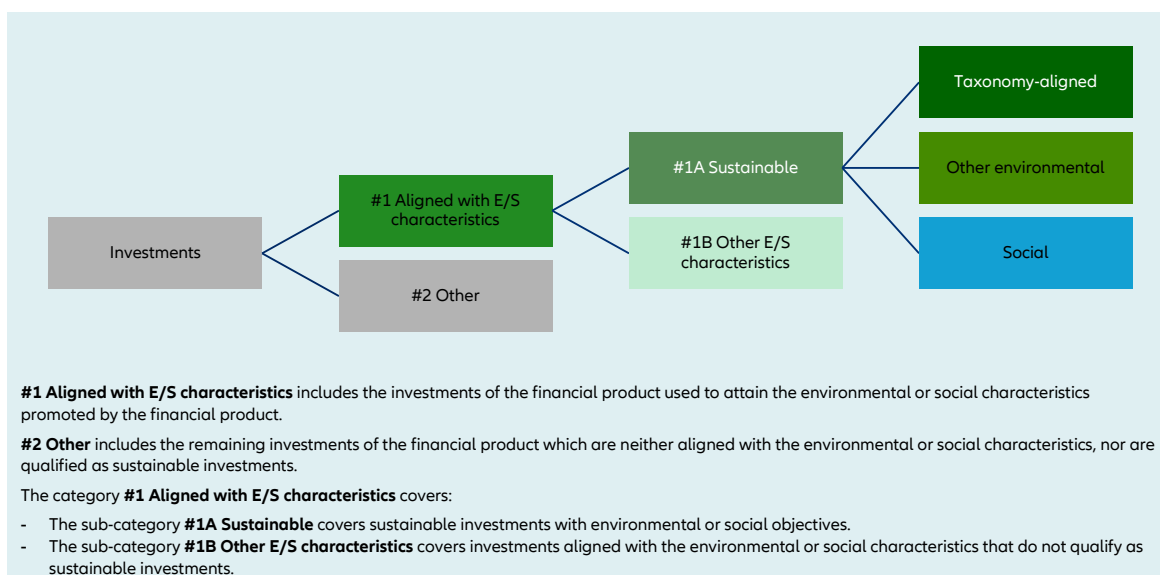 Taxonomy-aligned
#1A Sustainable
Other environmental
#1 Aligned with E/S
characteristics
#1B Other E/S
characteristics
Investments
Social
#2 Other
#1 Aligned with E/S characteristics includes the investments of the financial product used to attain the environmental or social characteristics
promoted by the financial product.
#2 Other includes the remaining investments of the financial product which are neither aligned with the environmental or social characteristics, nor are
qualified as sustainable investments.
The category #1 Aligned with E/S characteristics covers:
- The sub-category #1A Sustainable covers sustainable investments with environmental or social objectives.
- The sub-category #1B Other E/S characteristics covers investments aligned with the environmental or social characteristics that do not qualify as
sustainable investments.